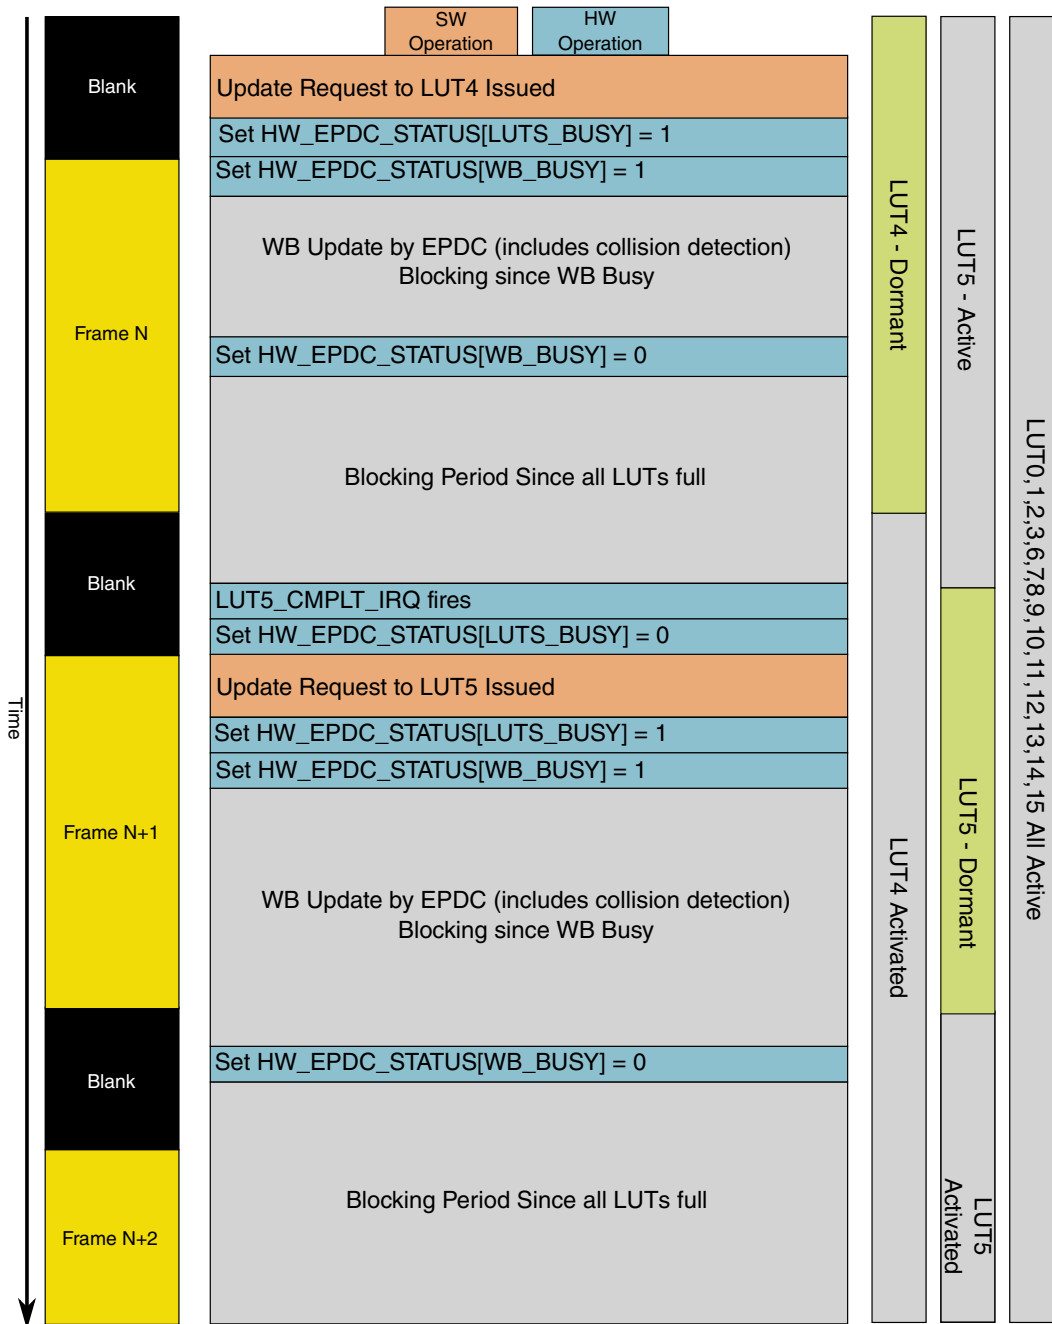 SW
Operation
HW
Operation
Blank
Update Request to LUT4 Issued
Set HW_EPDC_STATUS[LUTS_BUSY] = 1
Set HW_EPDC_STATUS[WB_BUSY] = 1
WB Update by EPDC (includes collision detection)
Blocking since WB Busy
Frame N
Set HW_EPDC_STATUS[WB_BUSY] = 0
Blocking Period Since all LUTs full
Blank
LUT5_CMPLT_IRQ fires
Set HW_EPDC_STATUS[LUTS_BUSY] = 0
Update Request to LUT5 Issued
Set HW_EPDC_STATUS[LUTS_BUSY] = 1
Set HW_EPDC_STATUS[WB_BUSY] = 1
Frame N+1
WB Update by EPDC (includes collision detection)
Blocking since WB Busy
Set HW_EPDC_STATUS[WB_BUSY] = 0
Blank
Blocking Period Since all LUTs full
Frame N+2
Time
LUT4 - Dormant
LUT4 Activated
LUT5 - Active
LUT5 - Dormant
LUT5
Activated
LUT0,1,2,3,6,7,8,9,10,11,12,13,14,15 All Active